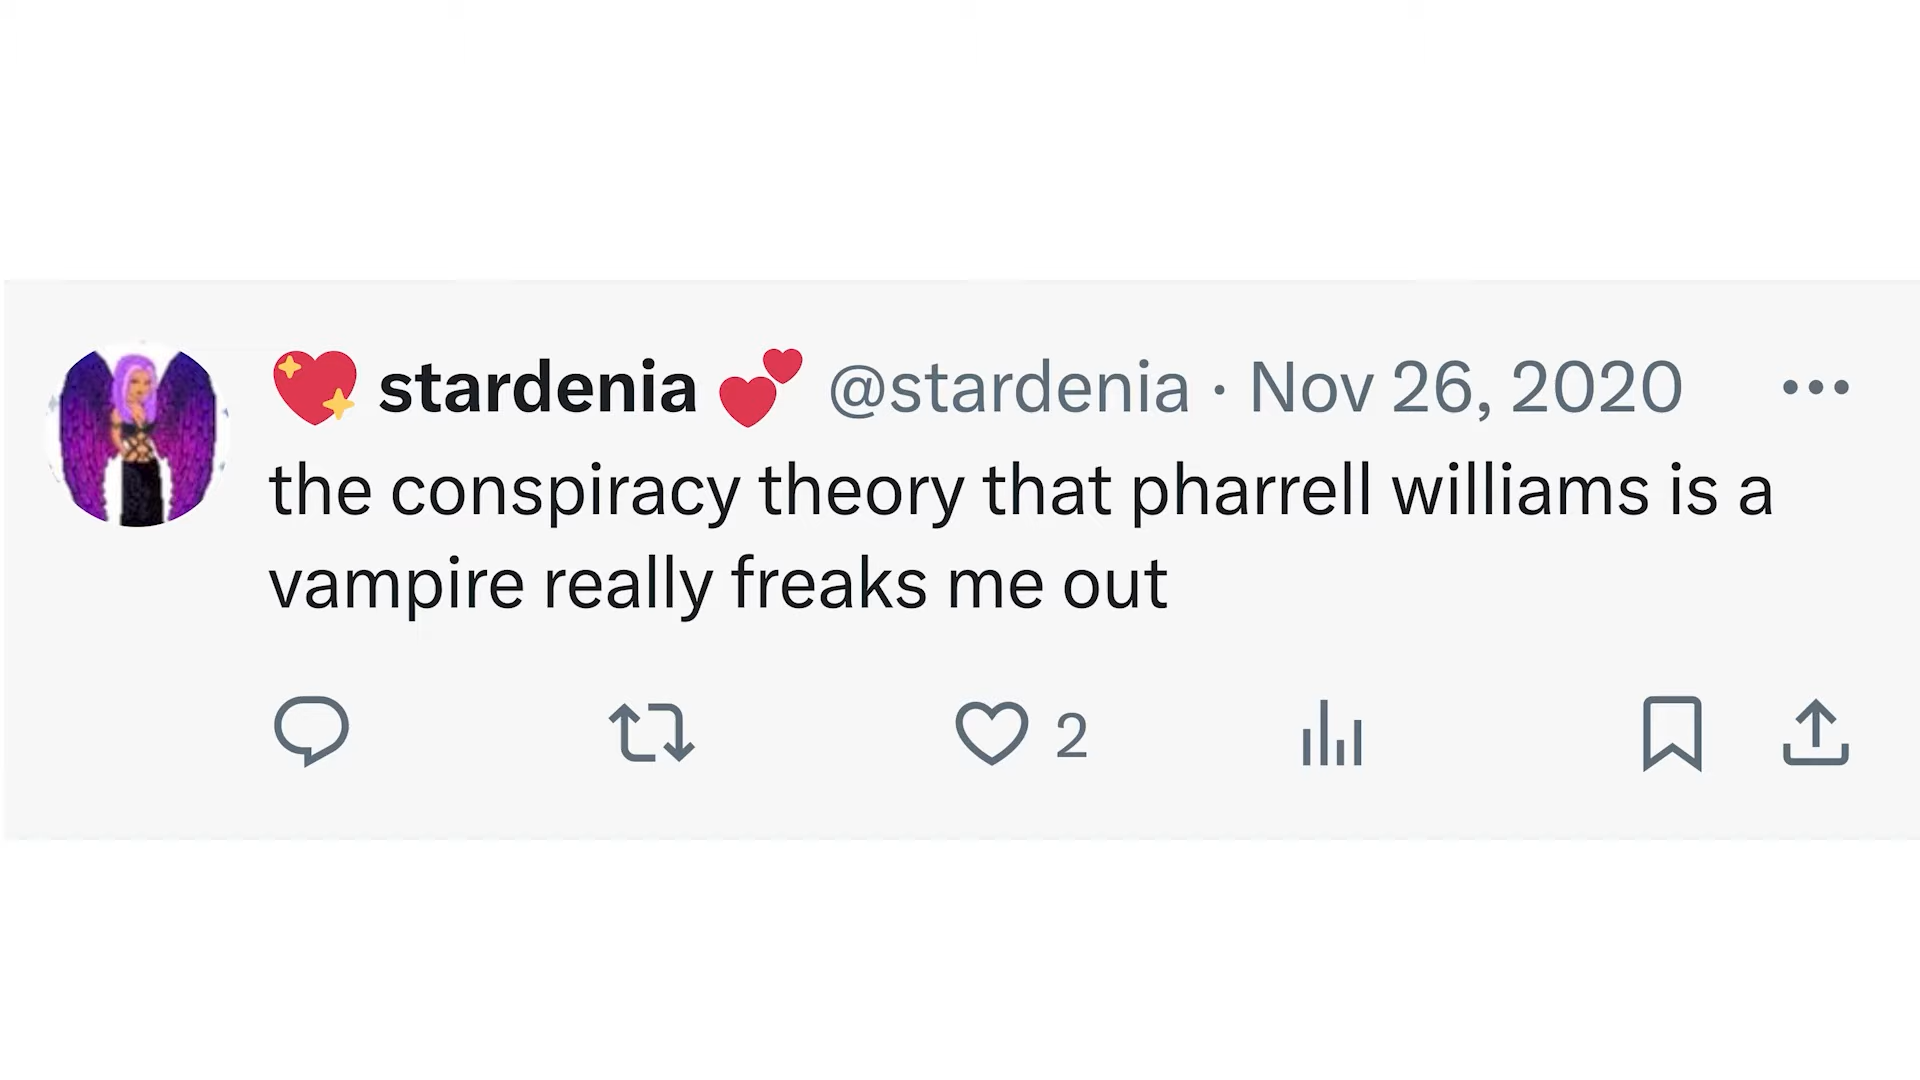 💖 stardenia 💕 @stardenia · Nov 26, 2020
the conspiracy theory that pharrell williams is a
vampire really freaks me out
2